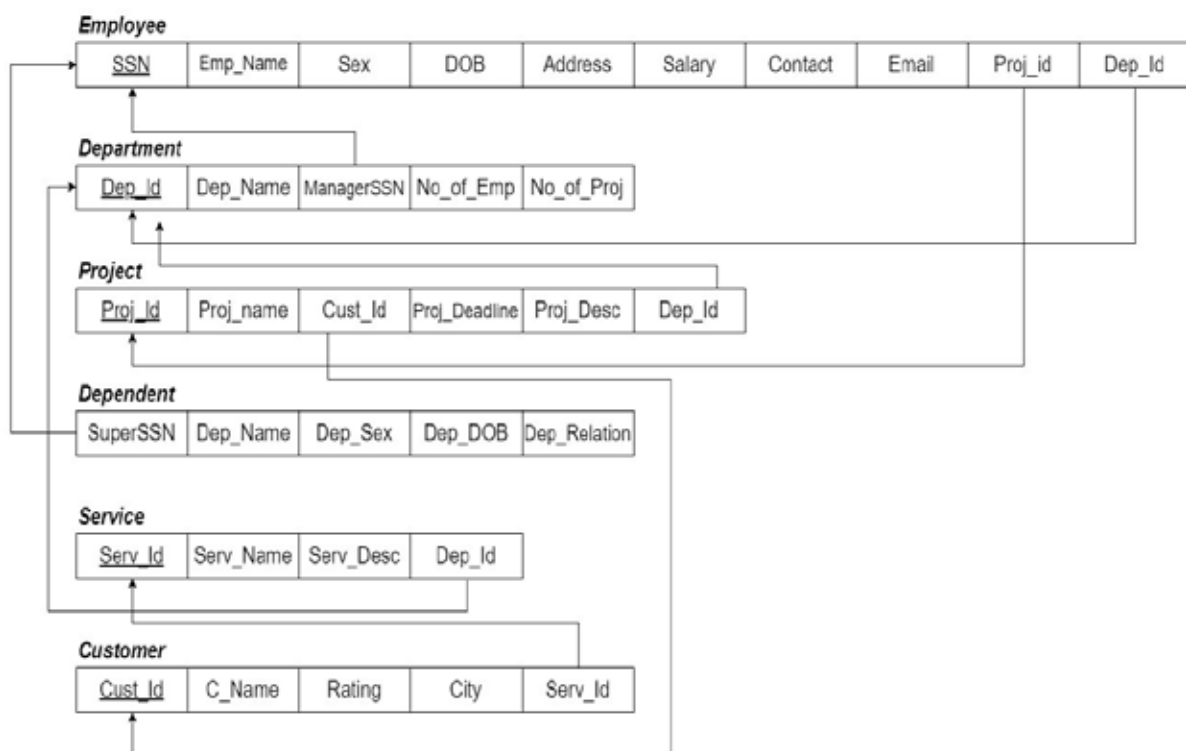 Employee
SSN Emp_Name Sex DOB Address Salary Contact Email Proj_id Dep_Id
Department
Dep_Id Dep_Name ManagerSSN No_of_Emp No_of_Proj
Project
Proj_Id Proj_name Cust_Id Proj_Deadline Proj_Desc Dep_Id
Dependent
SuperSSN Dep_Name Dep_Sex Dep_DOB Dep_Relation
Service
Serv_Id Serv_Name Serv_Desc Dep_Id
Customer
Cust_Id C_Name Rating City Serv_Id